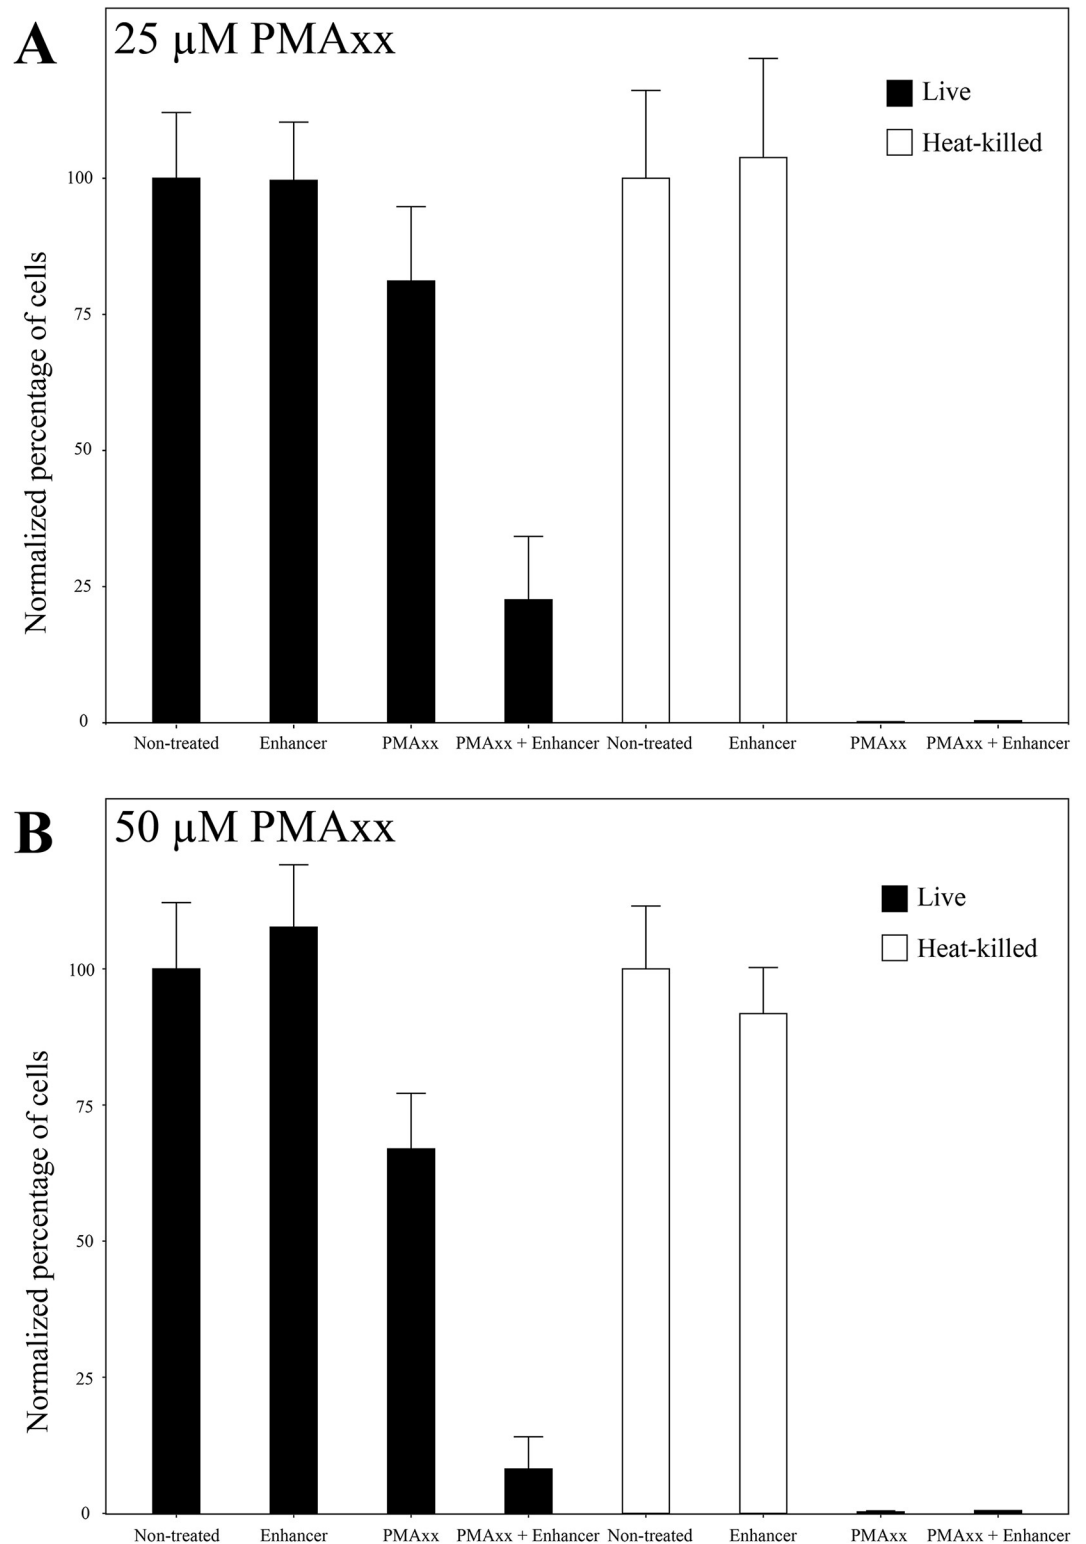 A
25 µM PMAxx
Live
Heat-killed
Normalized percentage of cells
100
75
50
25
0
Non-treated Enhancer PMAxx PMAxx + Enhancer Non-treated Enhancer PMAxx PMAxx + Enhancer
B
50 µM PMAxx
Live
Heat-killed
Normalized percentage of cells
100
75
50
25
0
Non-treated Enhancer PMAxx PMAxx + Enhancer Non-treated Enhancer PMAxx PMAxx + Enhancer